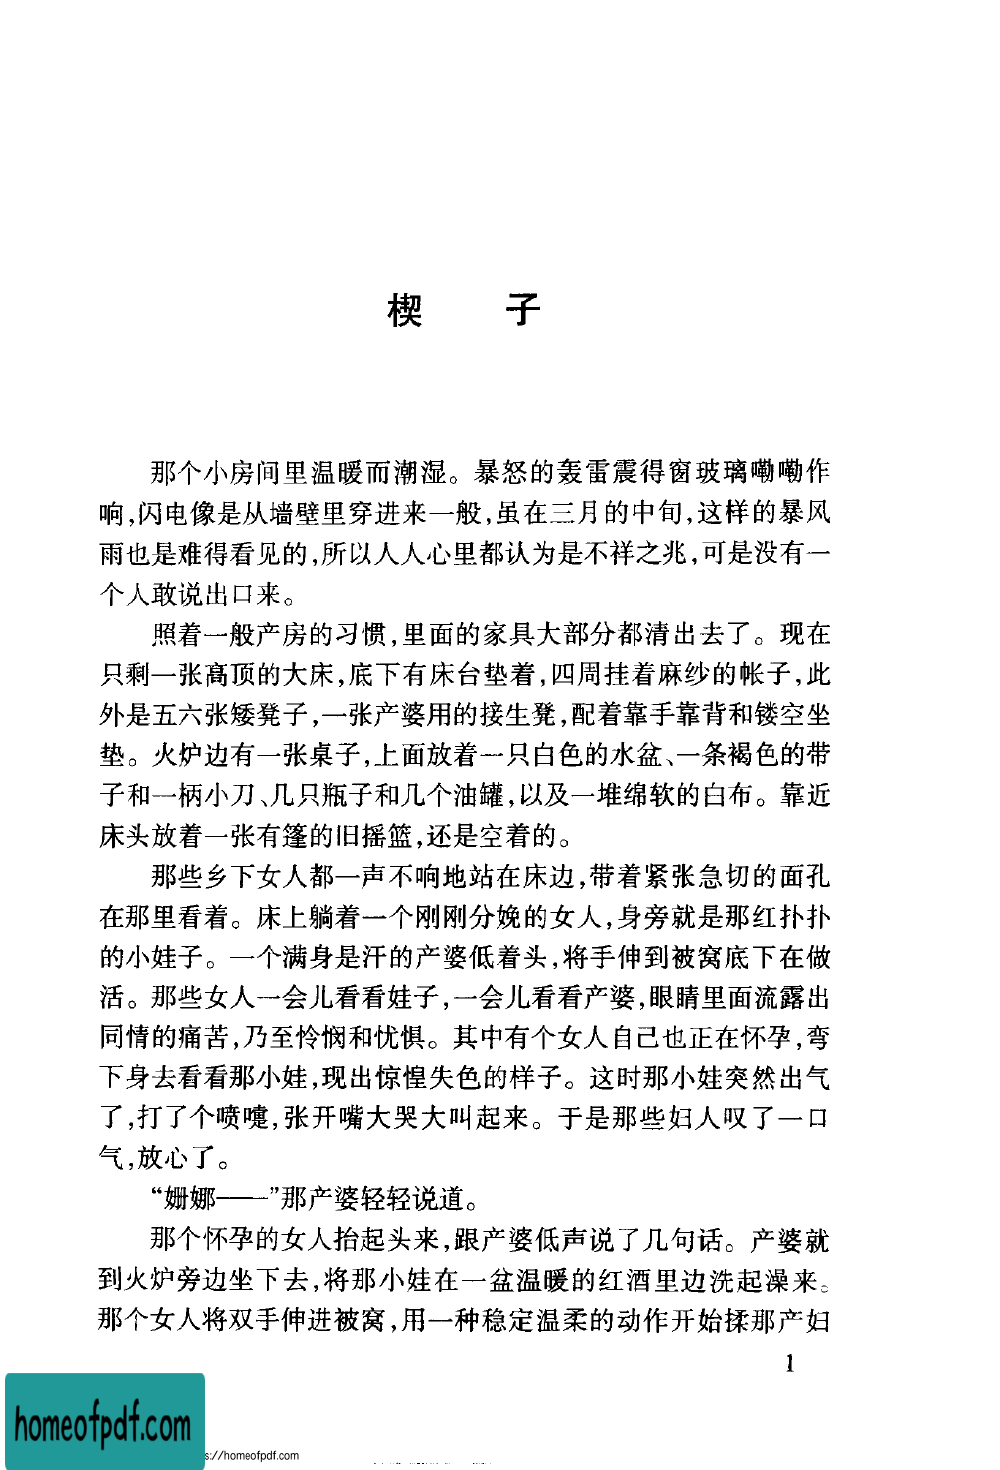 楔 子
那个小房间里温暖而潮湿。暴怒的轰雷震得窗玻璃嘞嘞作
响,闪电像是从墙壁里穿进来一般,虽在三月的中旬,这样的暴风
雨也是难得看见的,所以人人心里都认为是不祥之兆,可是没有一
个人敢说出口来。
照着一般产房的习惯,里面的家具大部分都清出去了。现在
只剩一张高顶的大床,底下有床台垫着,四周挂着麻纱的帐子,此
外是五六张矮凳子,一张产婆用的接生凳,配着靠手靠背和镂空坐
垫。火炉边有一张桌子,上面放着一只白色的水盆、一条褐色的带
子和一柄小刀、几只瓶子和几个油罐,以及一堆绵软的白布。靠近
床头放着一张有篷的旧摇篮,还是空着的。
那些乡下女人都一声不响地站在床边,带着紧张急切的面孔
在那里看着。床上躺着一个刚刚分娩的女人,身旁就是那红扑扑
的小娃子。一个满身是汗的产婆低着头,将手伸到被窝底下在做
活。那些女人一会儿看看娃子,一会儿看看产婆,眼睛里面流露出
同情的痛苦,乃至怜悯和忧惧。其中有个女人自己也正在怀孕,弯
下身去看看那小娃,现出惊惶失色的样子。这时那小娃突然出气
了,打了个喷嚏,张开嘴大哭大叫起来。于是那些妇人叹了一口
气,放心了。
“姗娜——”那产婆轻轻说道。
那个怀孕的女人抬起头来,跟产婆低声说了几句话。产婆就
到火炉旁边坐下去,将那小娃在一盆温暖的红酒里边洗起澡来。
那个女人将双手伸进被窝,用一种稳定温柔的动作开始揉那产妇
1
homeofpdf.com
s://homeofpdf.com